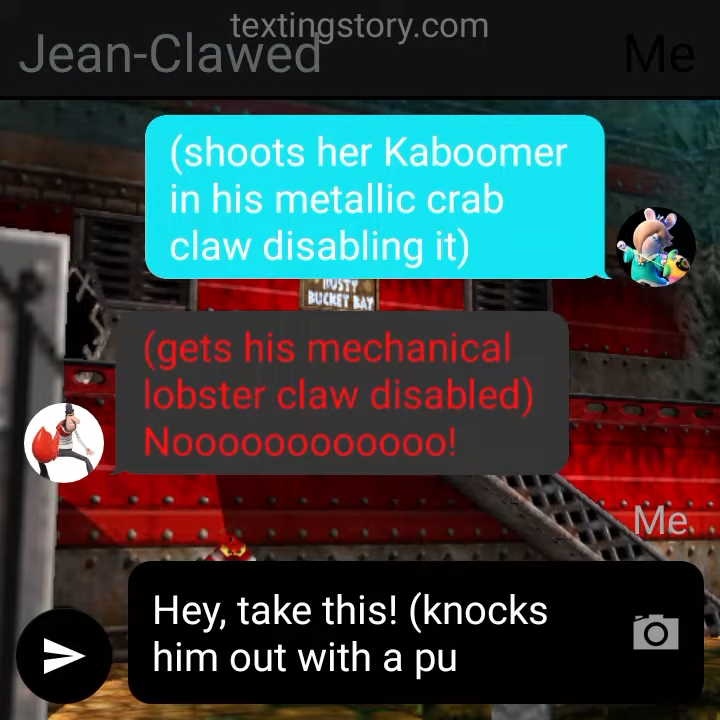 textingstory.com
Jean-Clawed
Me
(shoots her Kaboomer
in his metallic crab
claw disabling it)
RUSTY
BUCKET BAY
(gets his mechanical
lobster claw disabled)
Noooooooooooo!
Me
Hey, take this! (knocks
him out with a pu